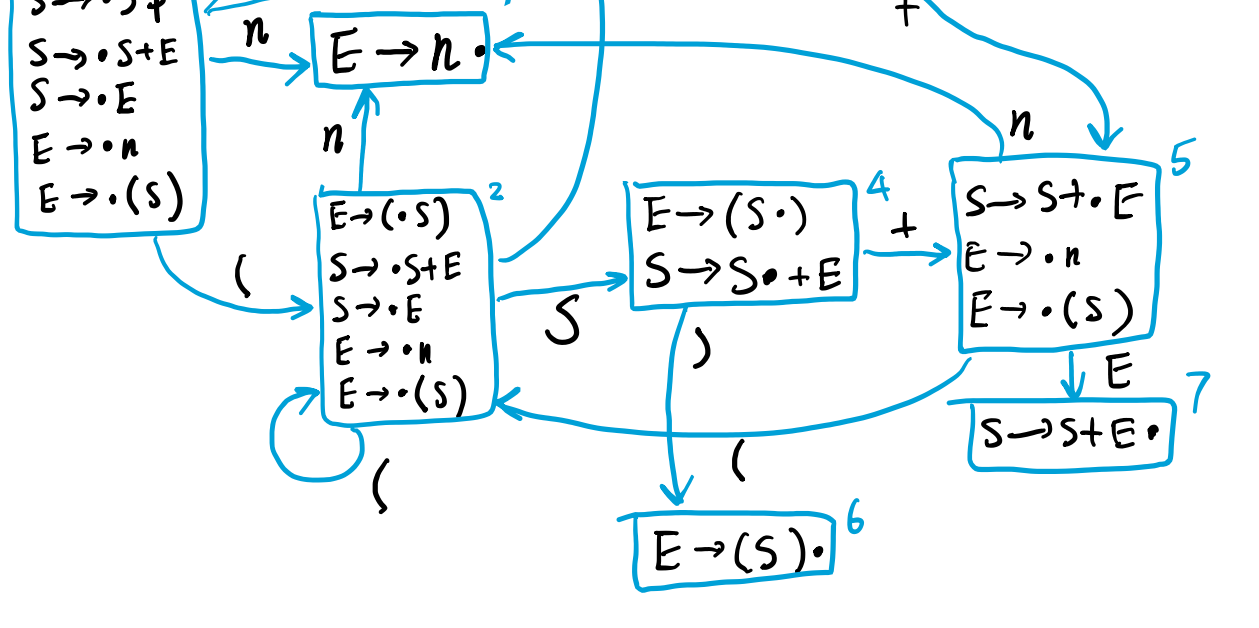 S → · S+E
S → · E
E → · n
E → · (S)
n
E → n ·
n
(
2
E → (· S)
S → · S+E
S → · E
E → · n
E → · (S)
(
S
4
E → (S ·)
S → S · + E
)
+
+
n
5
S → S+ · E
E → · n
E → · (S)
(
E
7
S → S+E ·
6
E → (S) ·